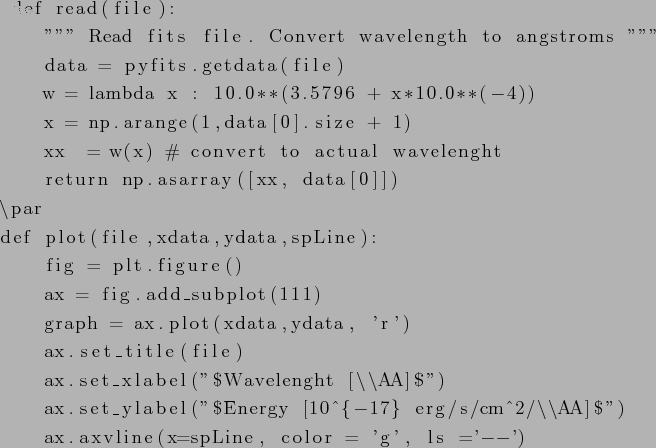 def read(file):
""" Read fits file. Convert wavelength to angstroms """
data = pyfits.getdata(file)
w = lambda x : 10.0**(3.5796 + x*10.0**(-4))
x = np.arange(1,data[0].size + 1)
xx = w(x) # convert to actual wavelenght
return np.asarray([xx, data[0]])
\par
def plot(file,xdata,ydata,spLine):
fig = plt.figure()
ax = fig.add_subplot(111)
graph = ax.plot(xdata,ydata, 'r')
ax.set_title(file)
ax.set_xlabel("$Wavelenght [\\AA]$")
ax.set_ylabel("$Energy [10^{-17} erg/s/cm^2/\\AA]$")
ax.axvline(x=spLine, color = 'g', ls ='--')